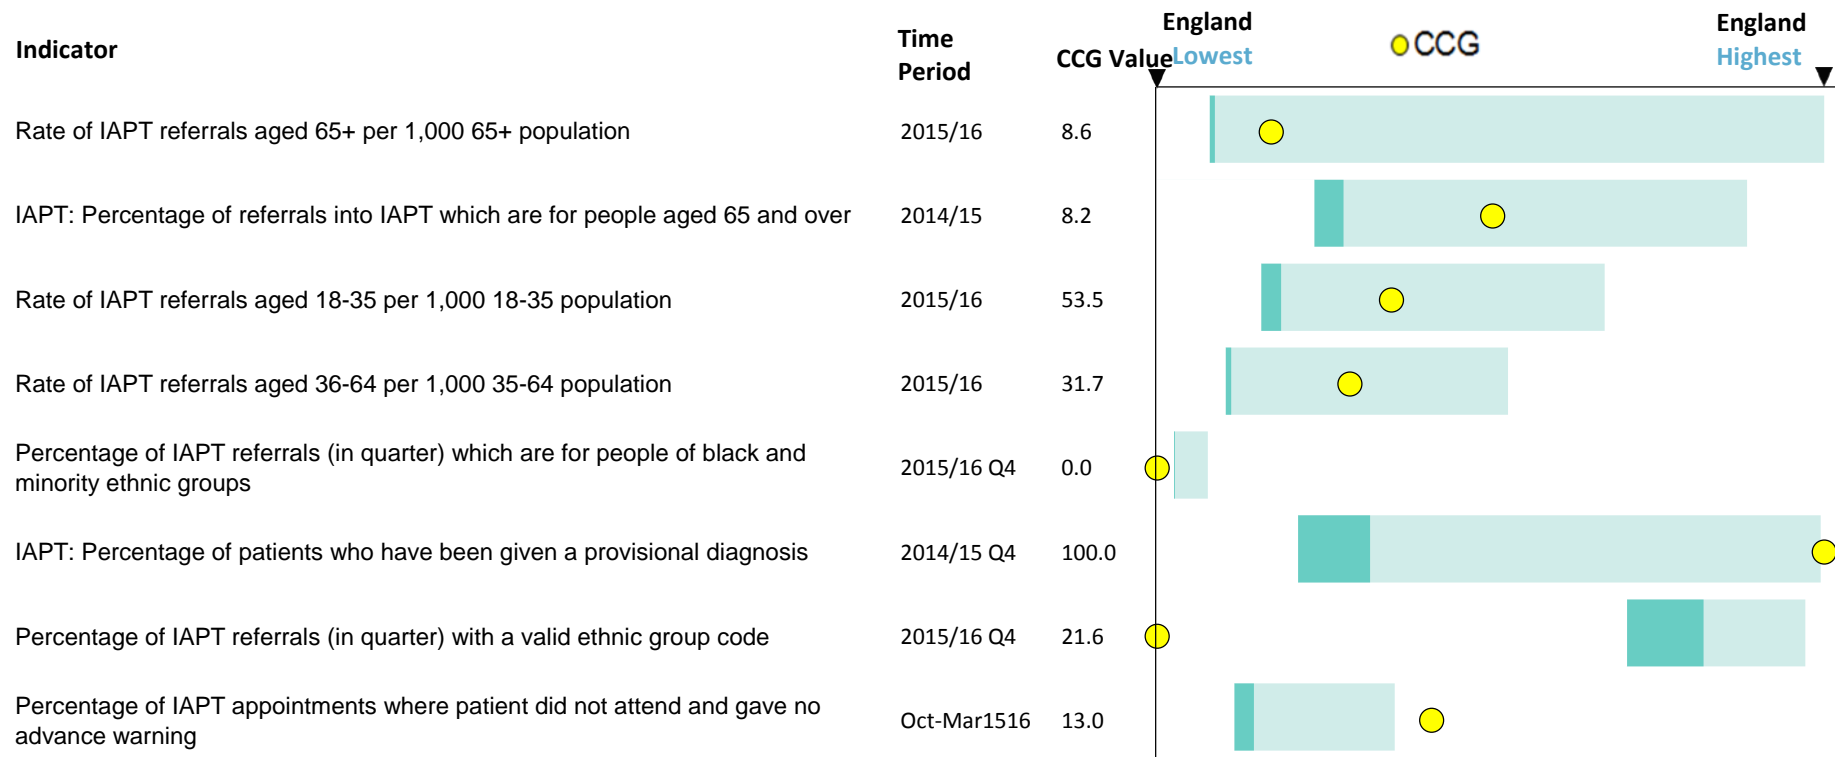 Indicator
Time
Period
CCG Value
England
Lowest
CCG
England
Highest
Rate of IAPT referrals aged 65+ per 1,000 65+ population 2015/16 8.6
IAPT: Percentage of referrals into IAPT which are for people aged 65 and over 2014/15 8.2
Rate of IAPT referrals aged 18-35 per 1,000 18-35 population 2015/16 53.5
Rate of IAPT referrals aged 36-64 per 1,000 35-64 population 2015/16 31.7
Percentage of IAPT referrals (in quarter) which are for people of black and
minority ethnic groups 2015/16 Q4 0.0
IAPT: Percentage of patients who have been given a provisional diagnosis 2014/15 Q4 100.0
Percentage of IAPT referrals (in quarter) with a valid ethnic group code 2015/16 Q4 21.6
Percentage of IAPT appointments where patient did not attend and gave no
advance warning Oct-Mar1516 13.0